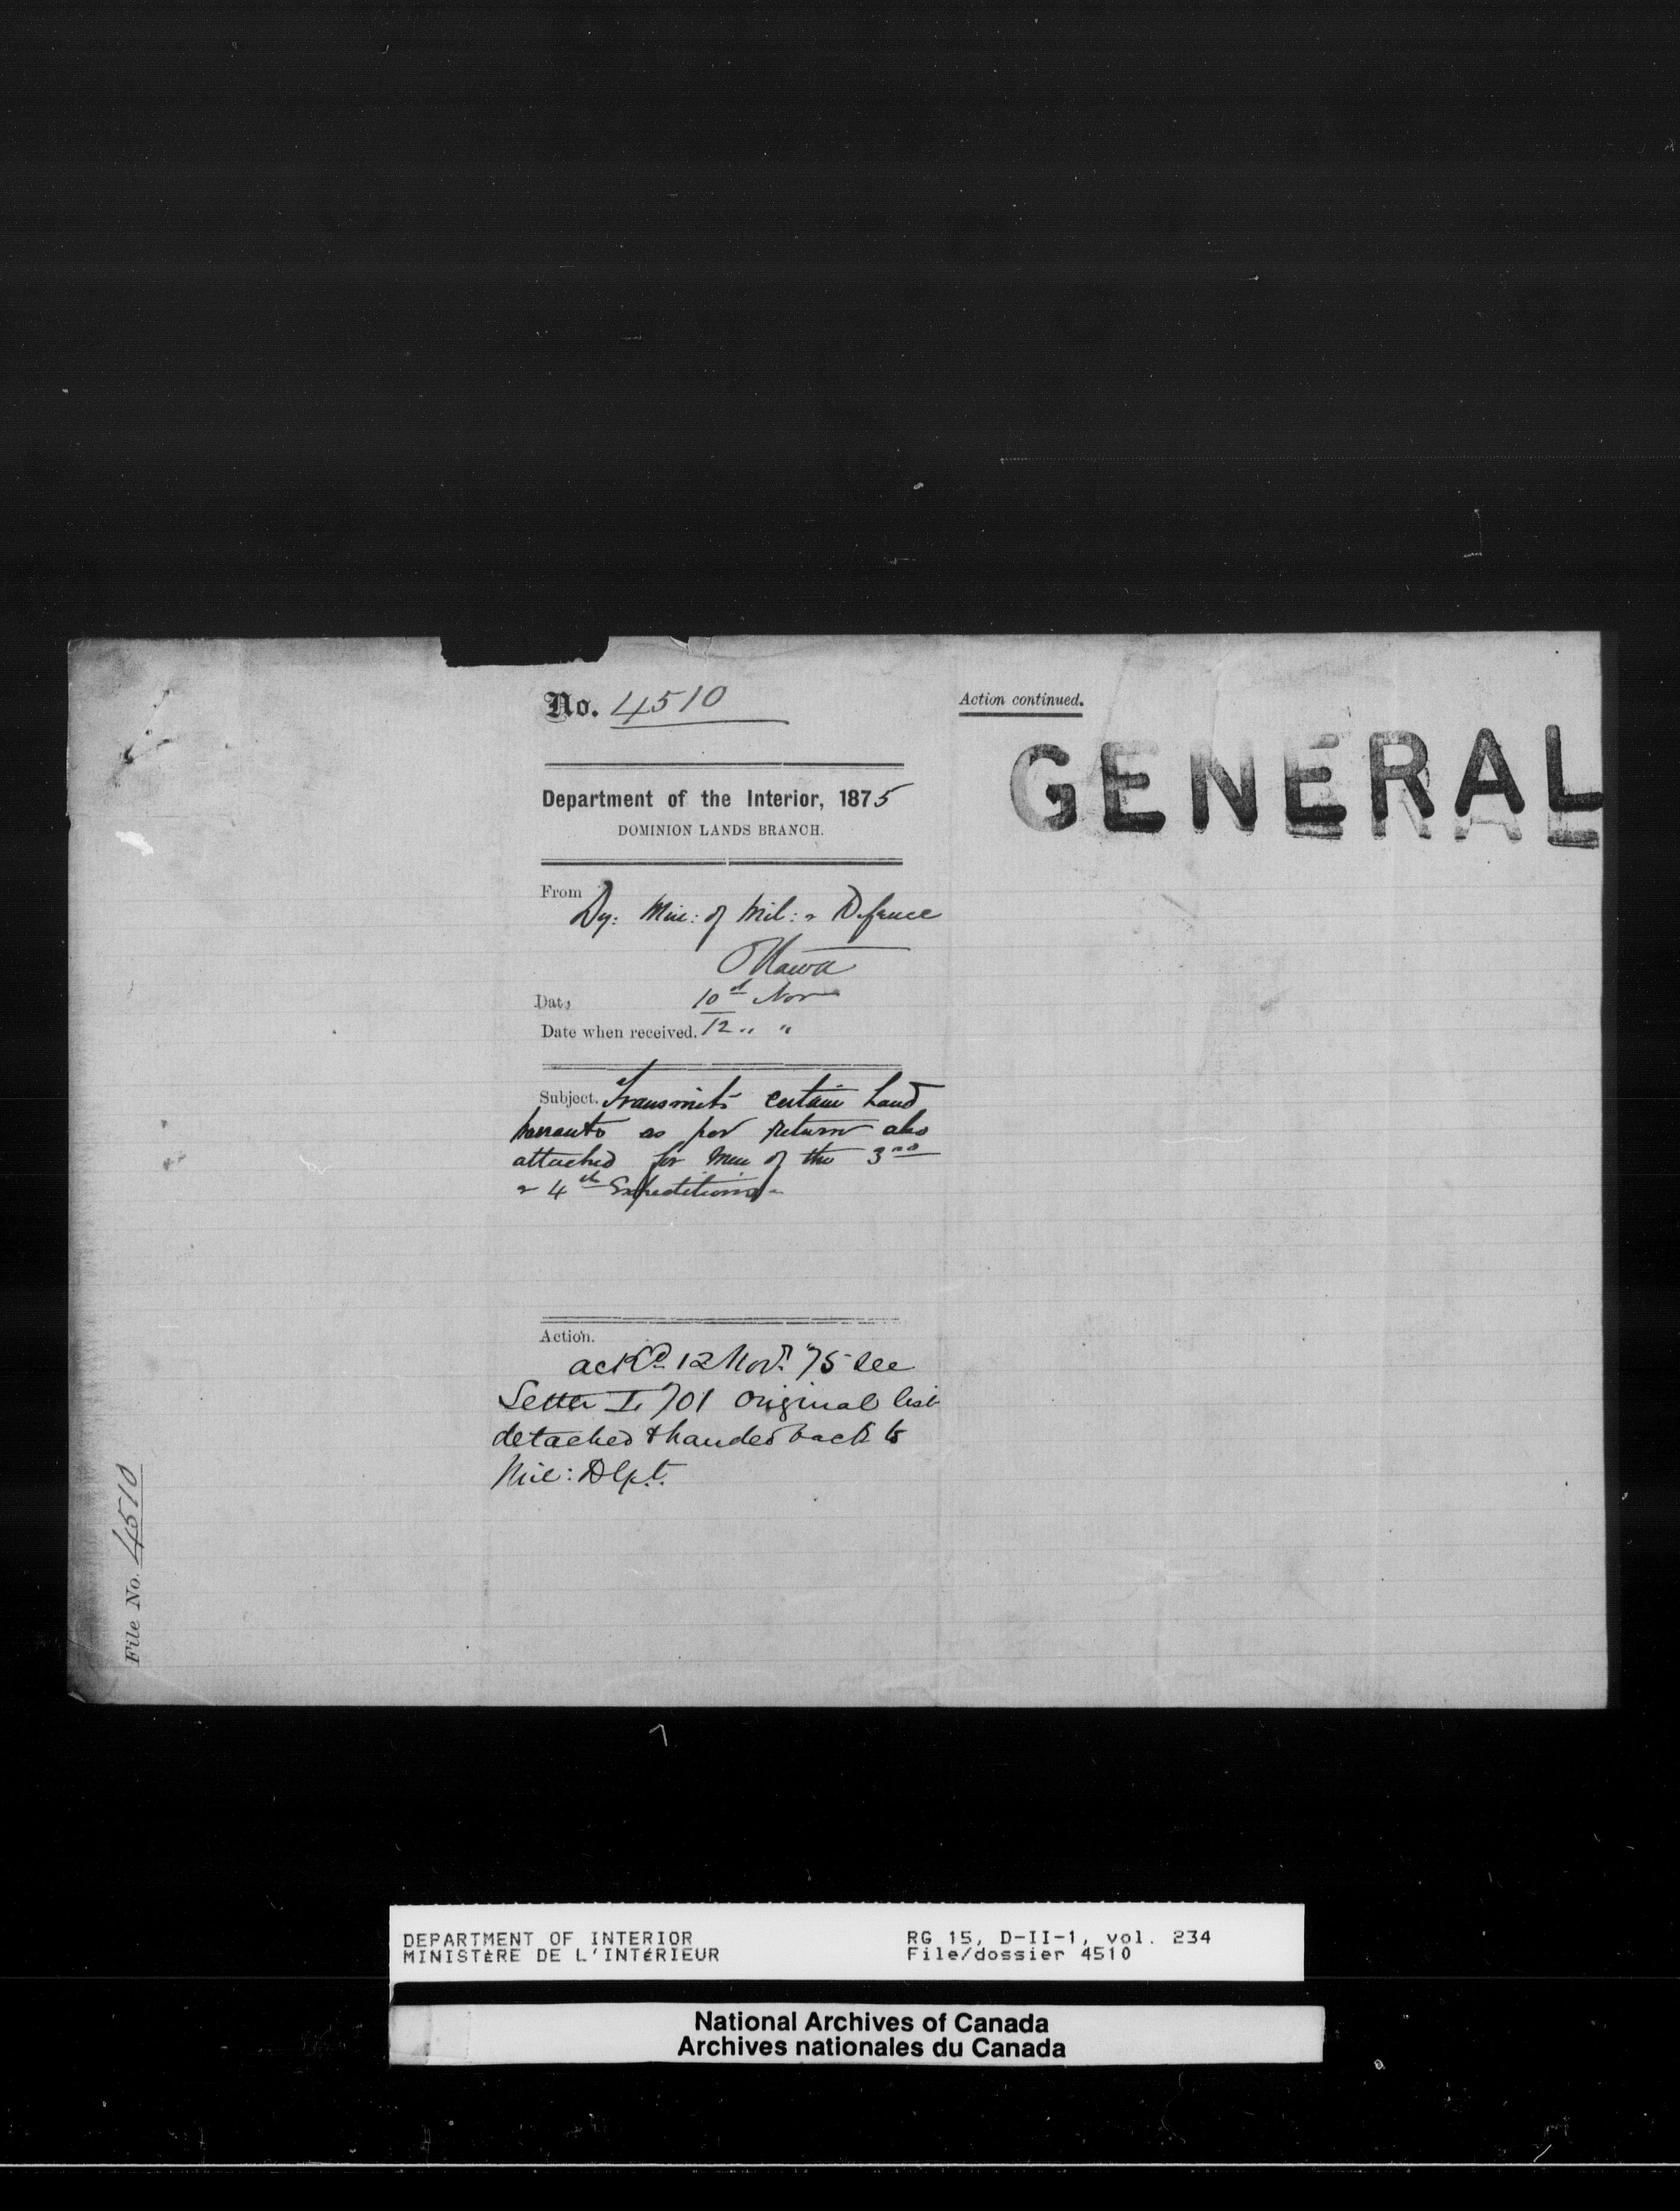 No. 4510
Department of the Interior, 1875
DOMINION LANDS BRANCH.
From Dy: Min: of Mil: & Defence
Ottawa
Date, 10th Nov
Date when received. 12 " "
Subject. Transmits certain Land
Warrants as per return also
attached for Men of the 3rd
& 4th Expeditions.
Action.
ackd. 12 Nov. 75 see
Letter L 701 Original list
detached & handed back to
Mil: Dept.
Action continued.
GENERAL
File No. 4510
DEPARTMENT OF INTERIOR
MINISTÈRE DE L'INTÉRIEUR
RG 15, D-II-1, vol. 234
File/dossier 4510
National Archives of Canada
Archives nationales du Canada